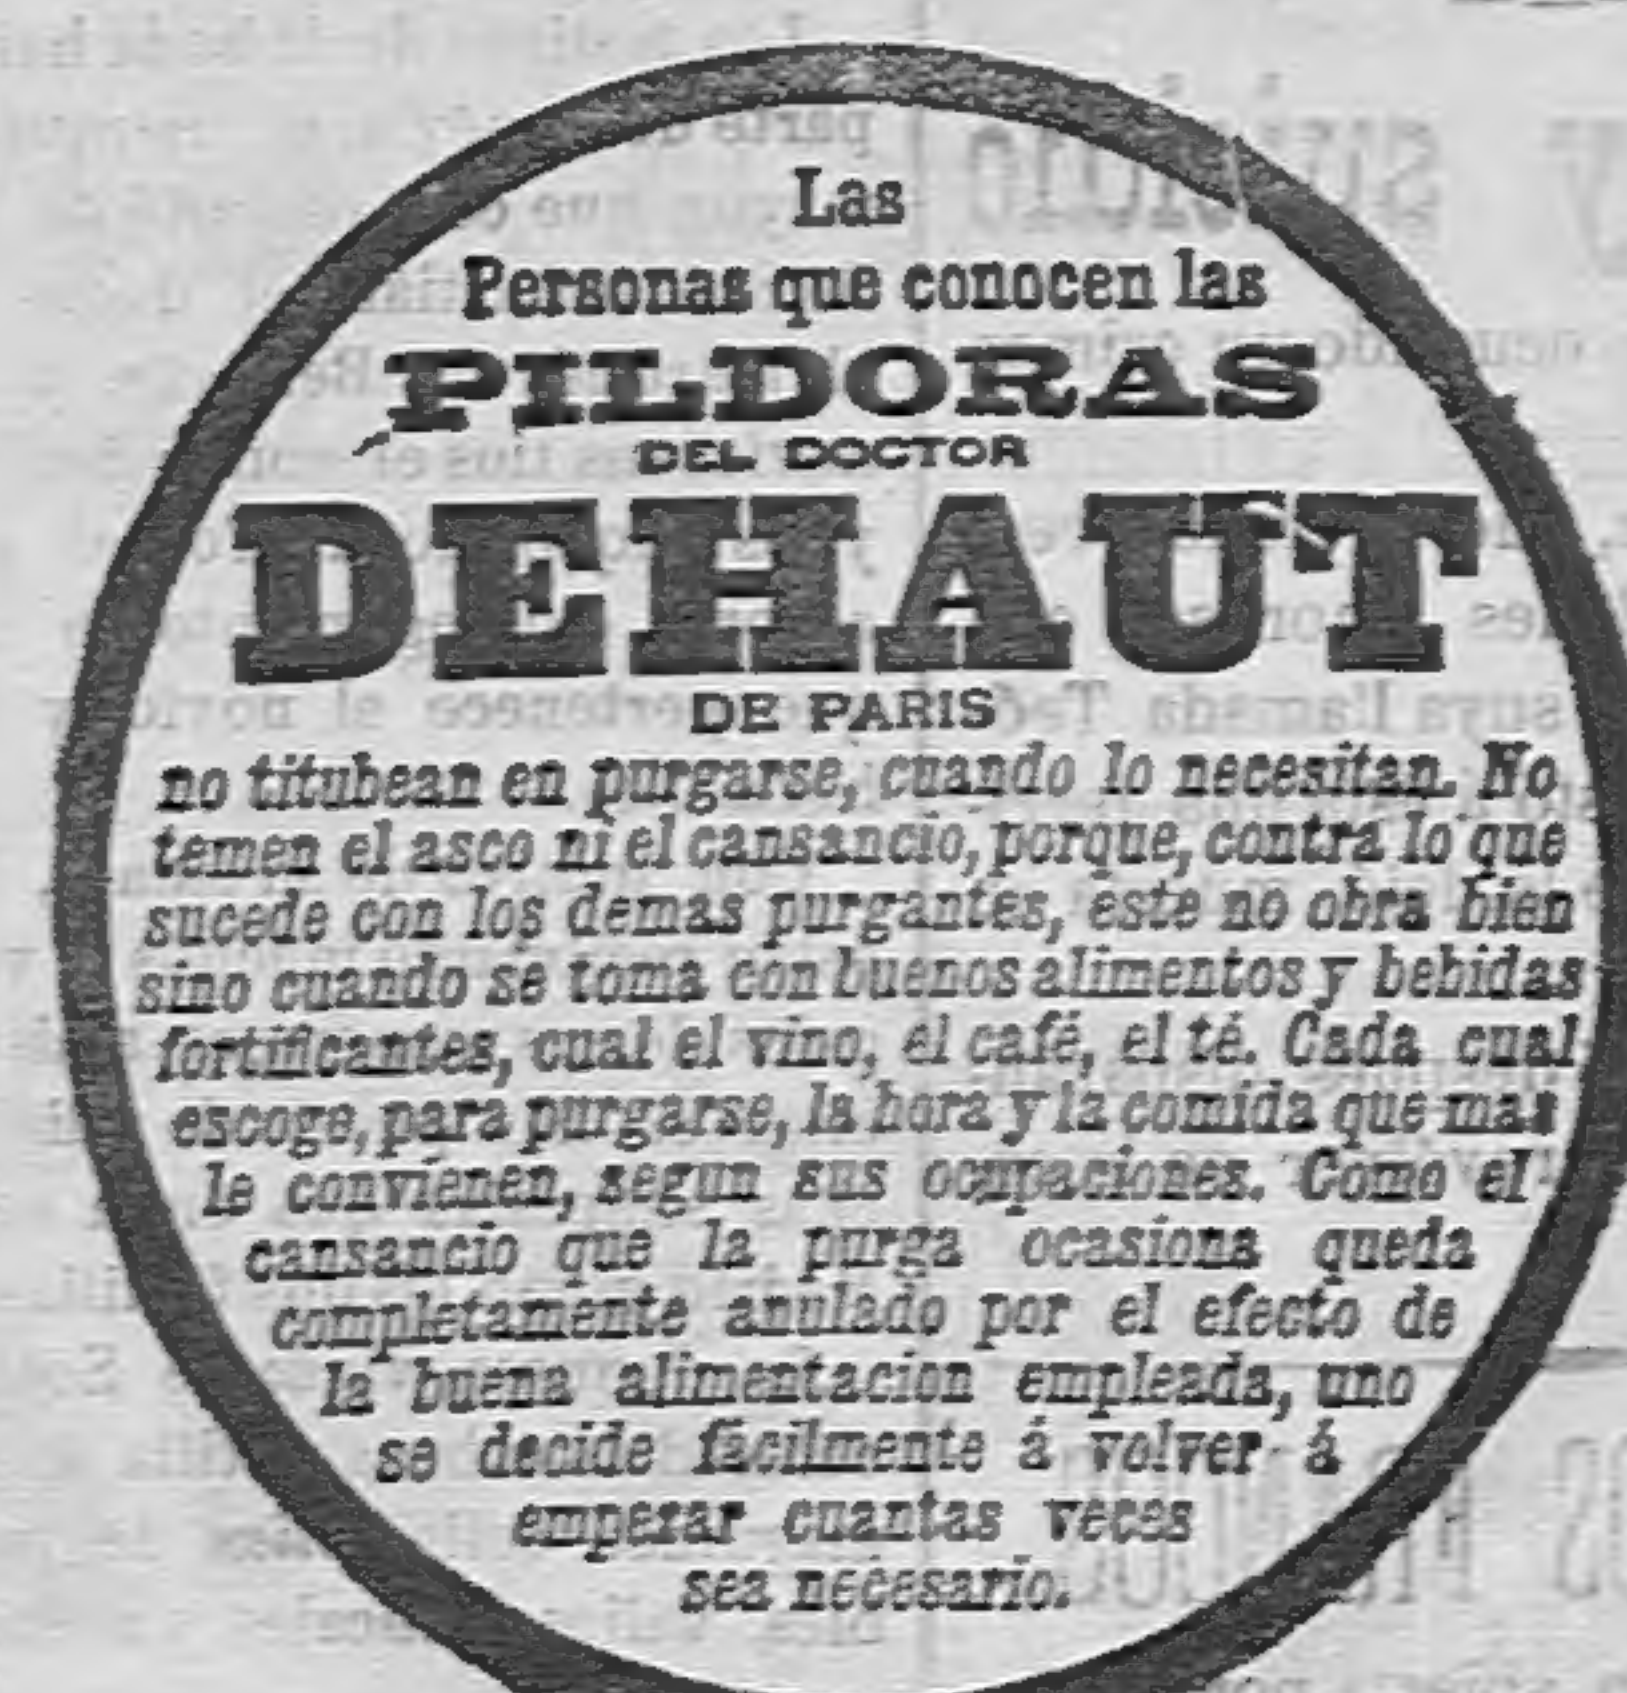 Las
Personas que conocen las
PILDORAS
DEL DOCTOR
DEHAUT
DE PARIS
no titubean en purgarse, cuando lo necesitan. No
temen el asco ni el cansancio, porque, contra lo que
sucede con los demas purgantes, este no obra bien
sino cuando se toma con buenos alimentos y bebidas
fortificantes, cual el vino, el café, el té. Cada cual
escoge, para purgarse, la hora y la comida que mas
le convienen, segun sus ocupaciones. Como el
cansancio que la purga ocasiona queda
completamente anulado por el efecto de
la buena alimentacion empleada, uno
se decide fácilmente á volver á
empezar cuantas veces
sea necesario.